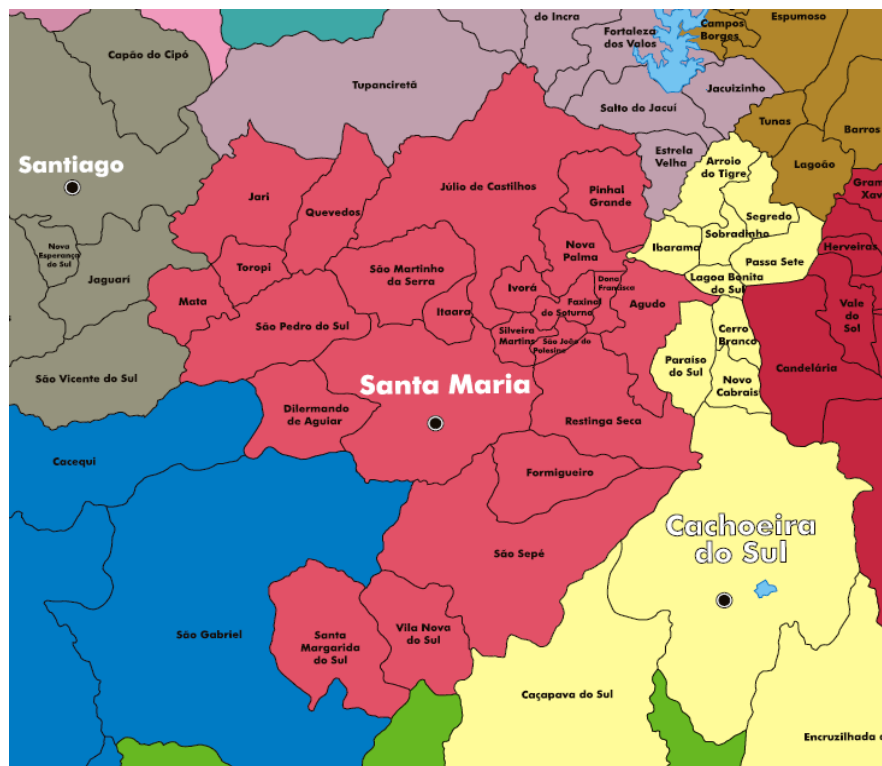 do Incra
Fortaleza
dos Valos
Campos
Borges
Espumoso
Capão do Cipó
Tupanciretã
Jacuizinho
Salto do Jacuí
Tunas
Barros
Santiago
Estrela
Velha
Arroio
do Tigre
Lagoão
Gram
Xav
Jari
Quevedos
Júlio de Castilhos
Pinhal
Grande
Segredo
Sobradinho
Ibarama
Herveiras
Nova
Esperança
do Sul
Jaguarí
Toropi
São Martinho
da Serra
Nova
Palma
Passa Sete
Lagoa Bonita
do Sul
Mata
Ivorá
Dona
Francisca
Faxinal
do Soturno
Agudo
Vale
do
Sol
Itaara
São Pedro do Sul
Silveira
Martins
São João do
Polesine
Cerro
Branco
Paraíso
do Sul
Candelária
São Vicente do Sul
Santa Maria
Novo
Cabrais
Dilermando
de Aguiar
Restinga Seca
Cacequí
Formigueiro
Cachoeira
do Sul
São Sepé
São Gabriel
Santa
Margarida
do Sul
Vila Nova
do Sul
Caçapava do Sul
Encruzilhada